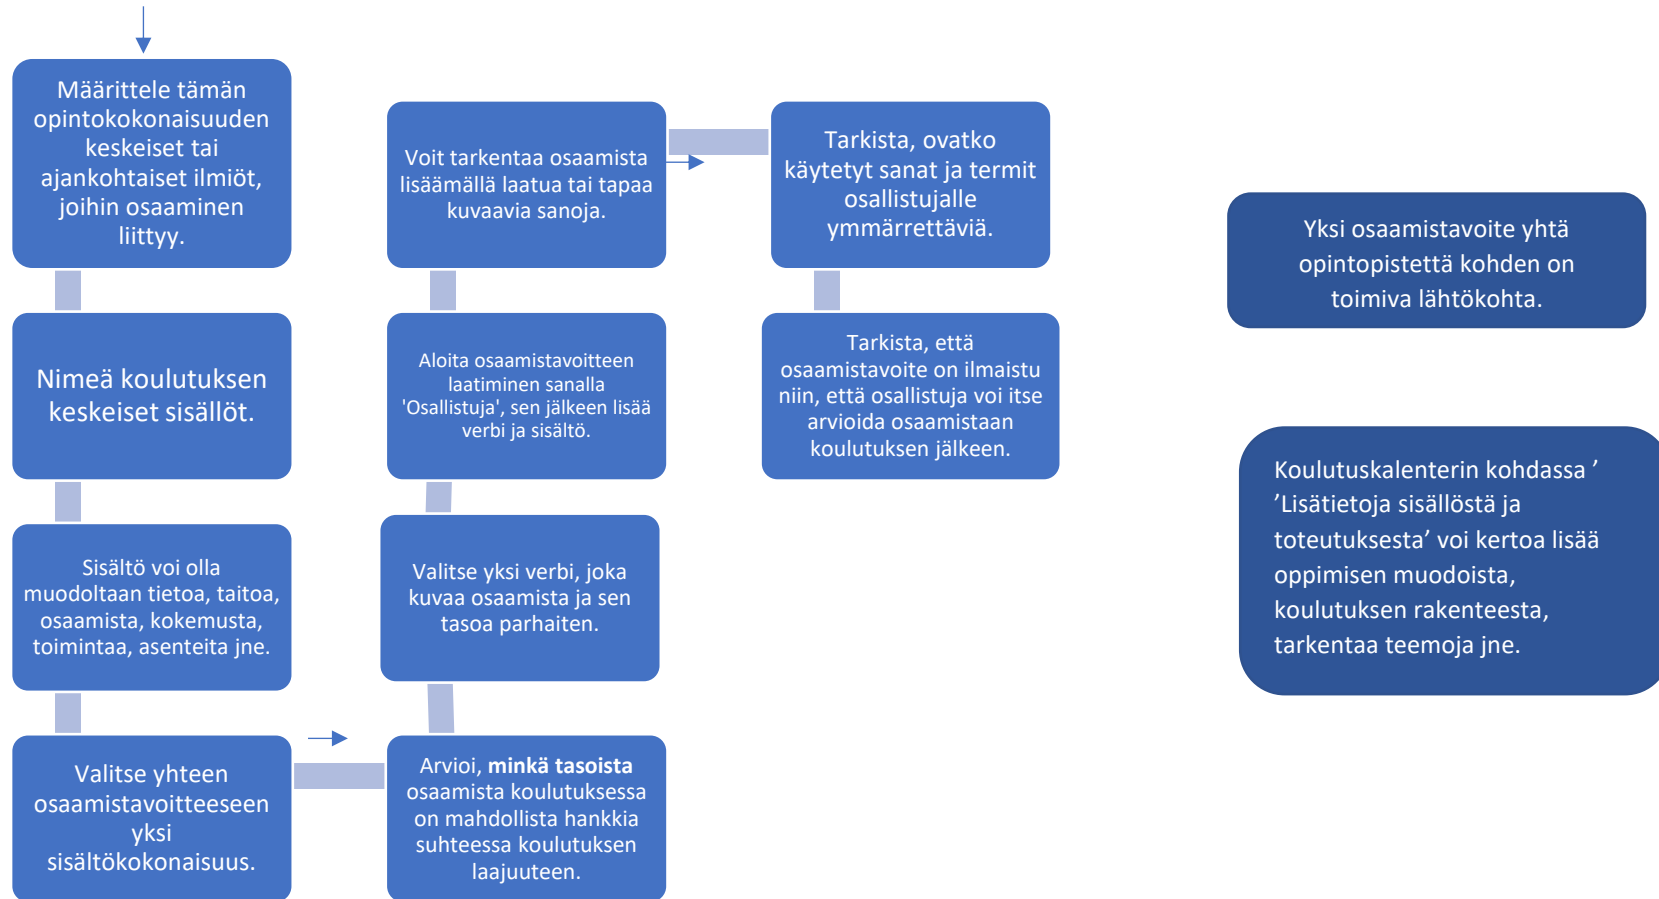 Määrittele tämän
opintokokonaisuuden
keskeiset tai
ajankohtaiset ilmiöt,
joihin osaaminen
liittyy.
Nimeä koulutuksen
keskeiset sisällöt.
Sisältö voi olla
muodoltaan tietoa, taitoa,
osaamista, kokemusta,
toimintaa, asenteita jne.
Valitse yhteen
osaamistavoitteeseen
yksi
sisältökokonaisuus.
Arvioi, minkä tasoista
osaamista koulutuksessa
on mahdollista hankkia
suhteessa koulutuksen
laajuuteen.
Valitse yksi verbi, joka
kuvaa osaamista ja sen
tasoa parhaiten.
Aloita osaamistavoitteen
laatiminen sanalla
'Osallistuja', sen jälkeen lisää
verbi ja sisältö.
Voit tarkentaa osaamista
lisäämällä laatua tai tapaa
kuvaavia sanoja.
Tarkista, ovatko
käytetyt sanat ja termit
osallistujalle
ymmärrettäviä.
Tarkista, että
osaamistavoite on ilmaistu
niin, että osallistuja voi itse
arvioida osaamistaan
koulutuksen jälkeen.
Yksi osaamistavoite yhtä
opintopistettä kohden on
toimiva lähtökohta.
Koulutuskalenterin kohdassa ’
’Lisätietoja sisällöstä ja
toteutuksesta’ voi kertoa lisää
oppimisen muodoista,
koulutuksen rakenteesta,
tarkentaa teemoja jne.